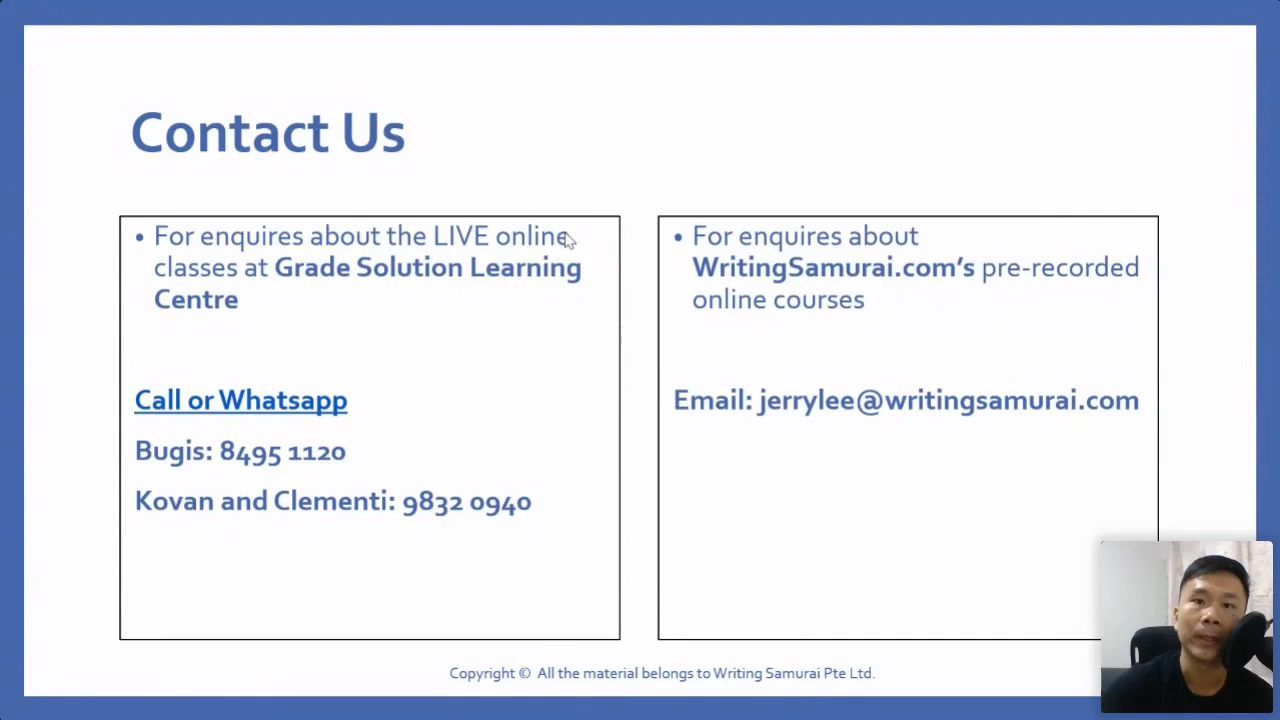 Contact Us
• For enquires about the LIVE online
classes at Grade Solution Learning
Centre
Call or Whatsapp
Bugis: 8495 1120
Kovan and Clementi: 9832 0940
• For enquires about
WritingSamurai.com’s pre-recorded
online courses
Email: jerrylee@writingsamurai.com
Copyright © All the material belongs to Writing Samurai Pte Ltd.